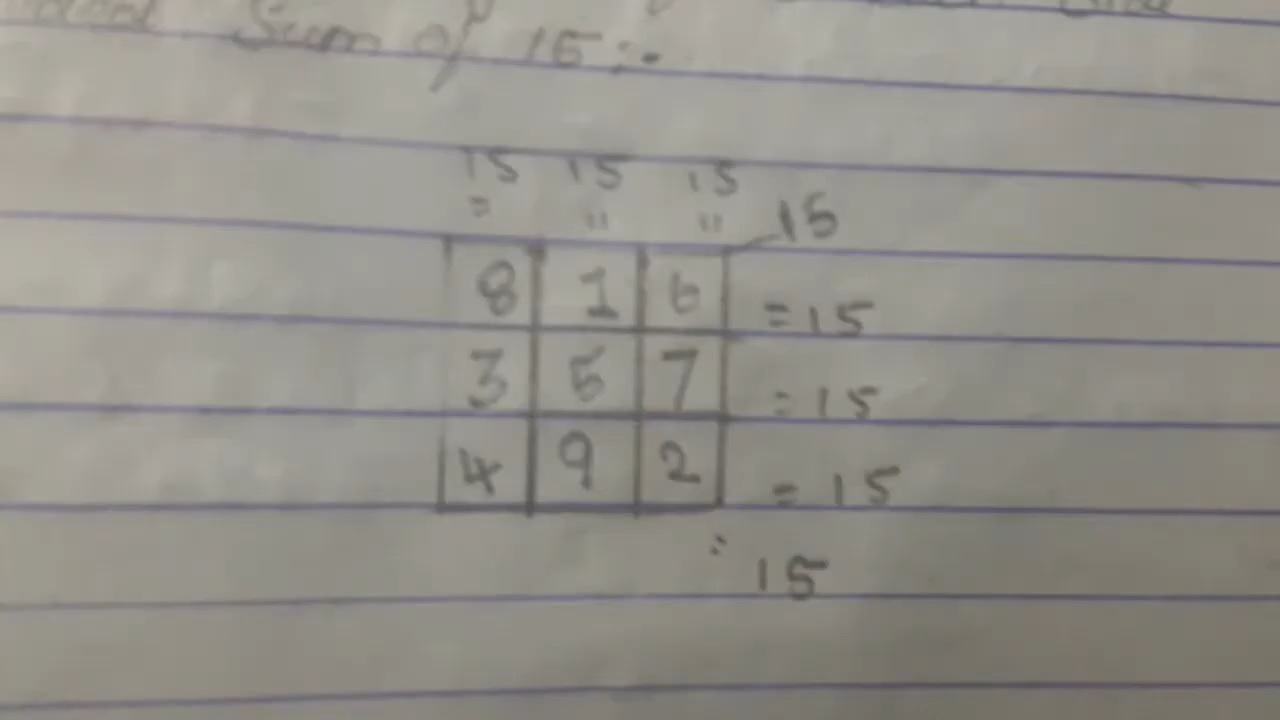 Sum of 15:-
15 15 15
= " " 15
8 1 6 = 15
3 5 7 = 15
4 9 2 = 15
15